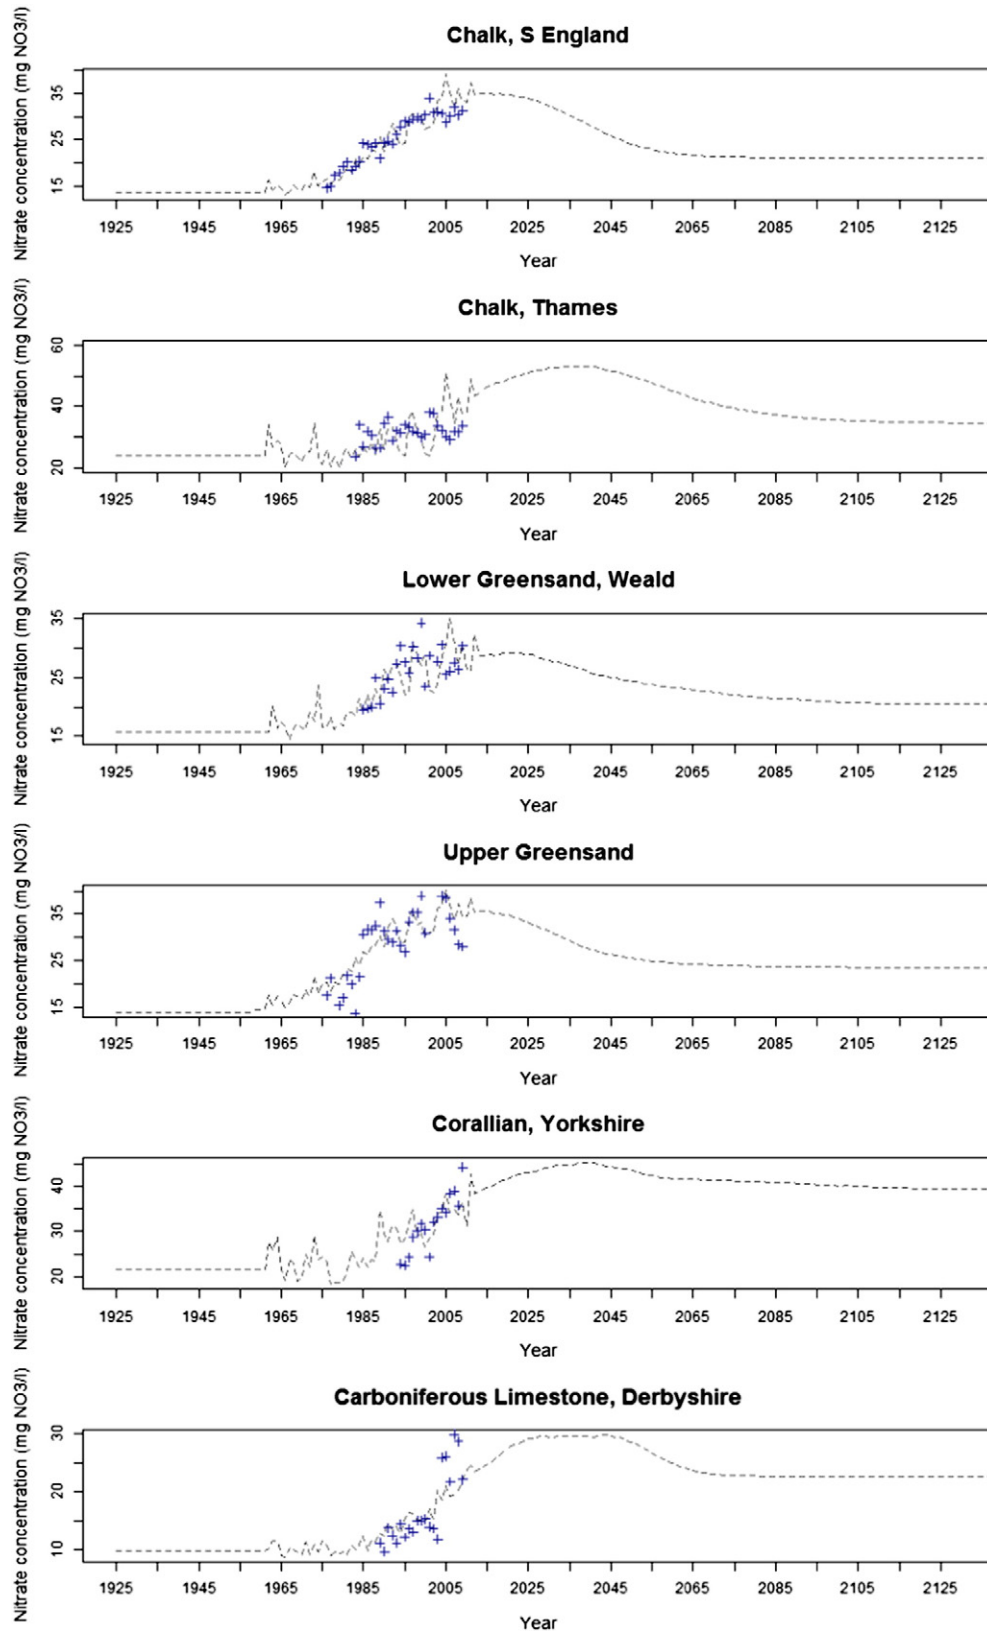 Chalk, S England
Nitrate concentration (mg NO3/l)
35
25
15
1925 1945 1965 1985 2005 2025 2045 2065 2085 2105 2125
Year
Chalk, Thames
Nitrate concentration (mg NO3/l)
60
40
20
1925 1945 1965 1985 2005 2025 2045 2065 2085 2105 2125
Year
Lower Greensand, Weald
Nitrate concentration (mg NO3/l)
35
25
15
1925 1945 1965 1985 2005 2025 2045 2065 2085 2105 2125
Year
Upper Greensand
Nitrate concentration (mg NO3/l)
35
25
15
1925 1945 1965 1985 2005 2025 2045 2065 2085 2105 2125
Year
Corallian, Yorkshire
Nitrate concentration (mg NO3/l)
40
30
20
1925 1945 1965 1985 2005 2025 2045 2065 2085 2105 2125
Year
Carboniferous Limestone, Derbyshire
Nitrate concentration (mg NO3/l)
30
20
10
1925 1945 1965 1985 2005 2025 2045 2065 2085 2105 2125
Year